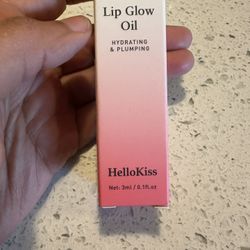 Lip Glow
Oil
HYDRATING
& PLUMPING
HelloKiss
Net: 3ml / 0.1fl.oz